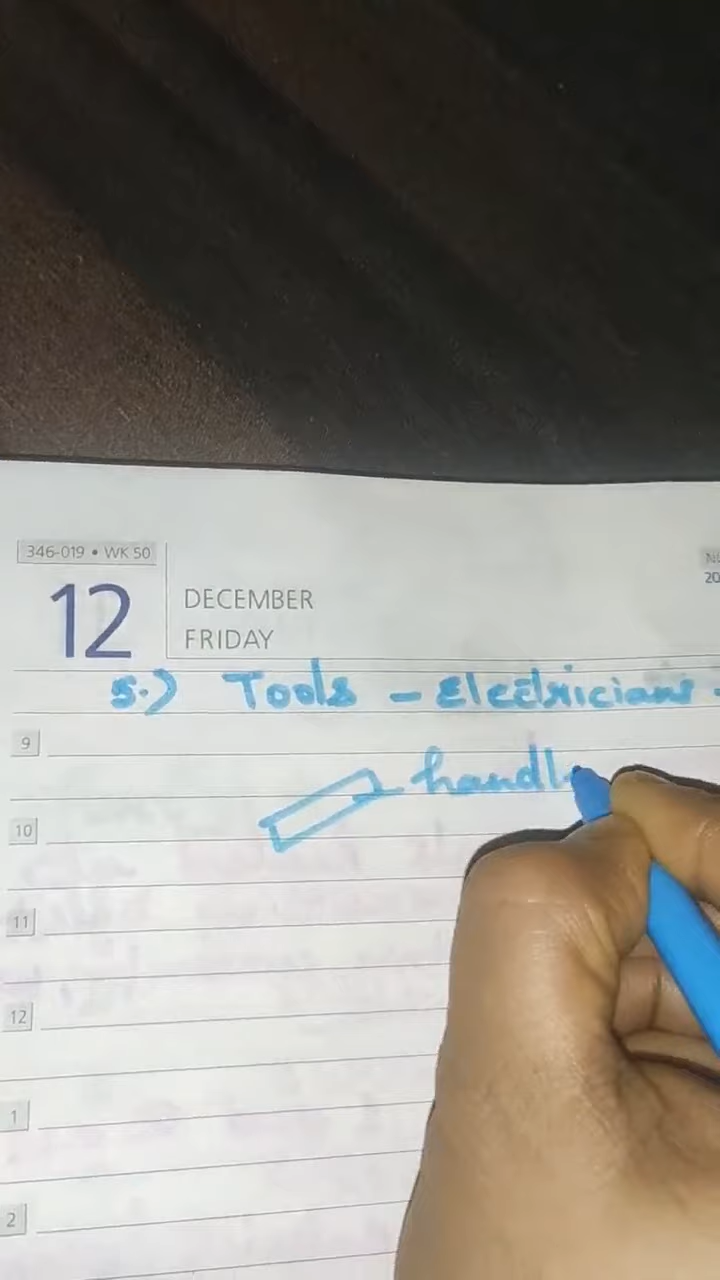 346-019 • WK 50
12
DECEMBER
FRIDAY
5.) Tools - Electricians -
9
handl
10
11
12
1
2